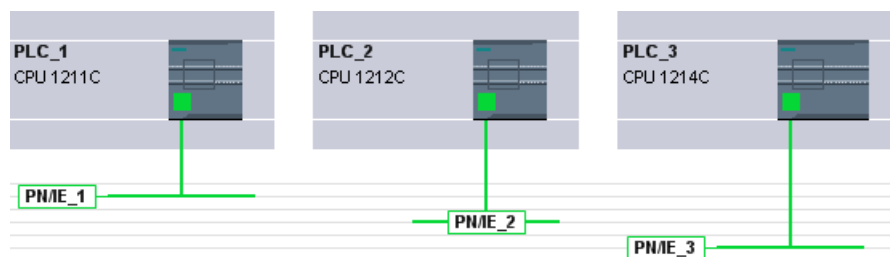 PLC_1
CPU 1211C
PLC_2
CPU 1212C
PLC_3
CPU 1214C
PN/IE_1
PN/IE_2
PN/IE_3